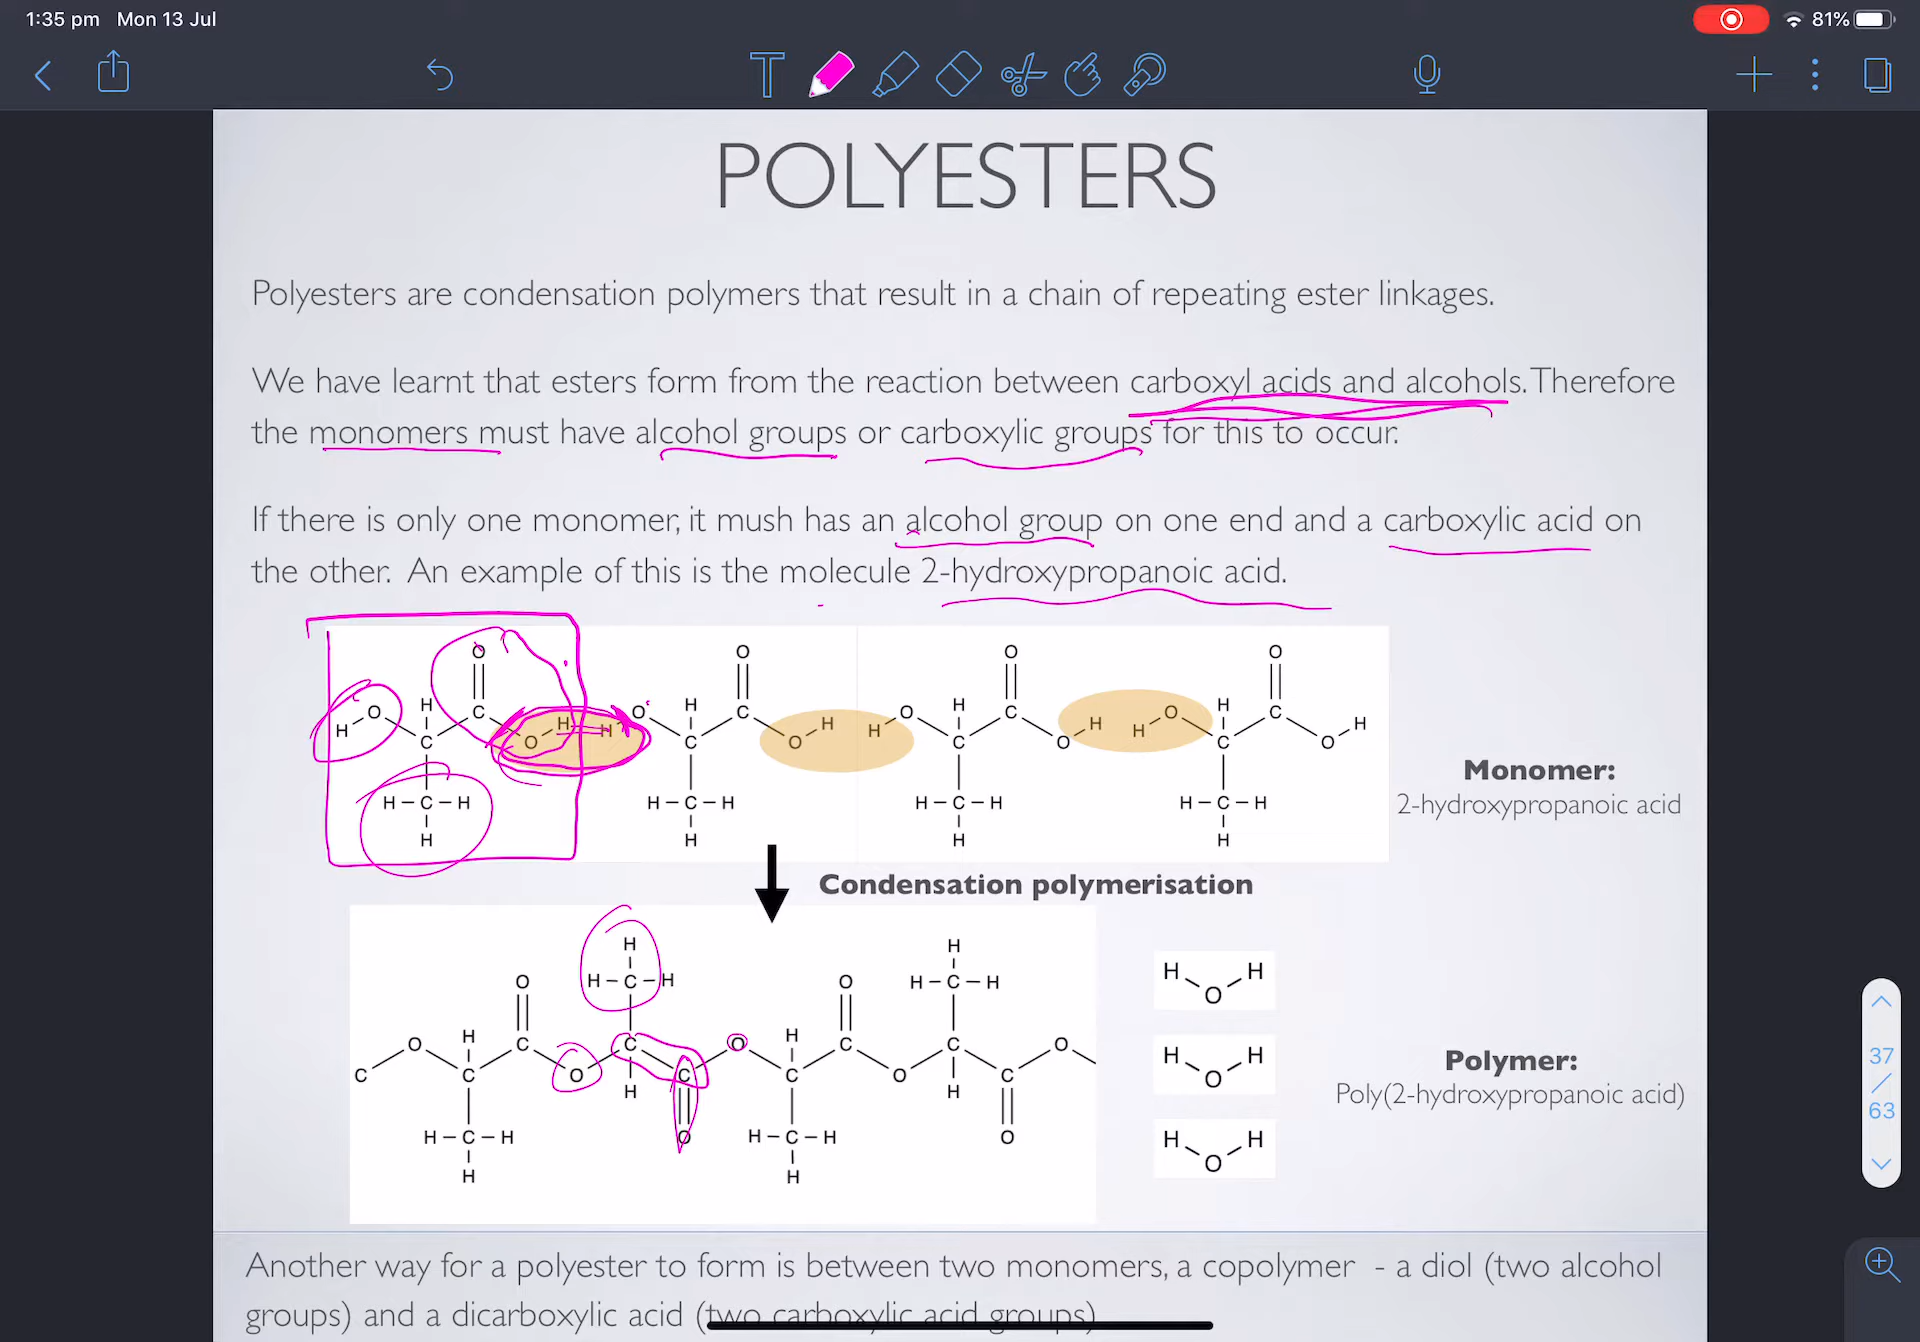 1:35 pm Mon 13 Jul
81%
POLYESTERS
Polyesters are condensation polymers that result in a chain of repeating ester linkages.
We have learnt that esters form from the reaction between carboxyl acids and alcohols. Therefore
the monomers must have alcohol groups or carboxylic groups for this to occur.
If there is only one monomer, it mush has an alcohol group on one end and a carboxylic acid on
the other. An example of this is the molecule 2-hydroxypropanoic acid.
O O O O
H O H C O H H O H C O H H O H C O H H O H C O H
C C C C
H-C-H H-C-H H-C-H H-C-H
H H H H
Monomer:
2-hydroxypropanoic acid
Condensation polymerisation
H H
O H-C-H O H-C-H
O H C C O H C C O
C C O H C C O H C
O O
H-C-H H-C-H
H H
H H
O
H H
O
H H
O
Polymer:
Poly(2-hydroxypropanoic acid)
37
/
63
Another way for a polyester to form is between two monomers, a copolymer - a diol (two alcohol
groups) and a dicarboxylic acid (two carboxylic acid groups)